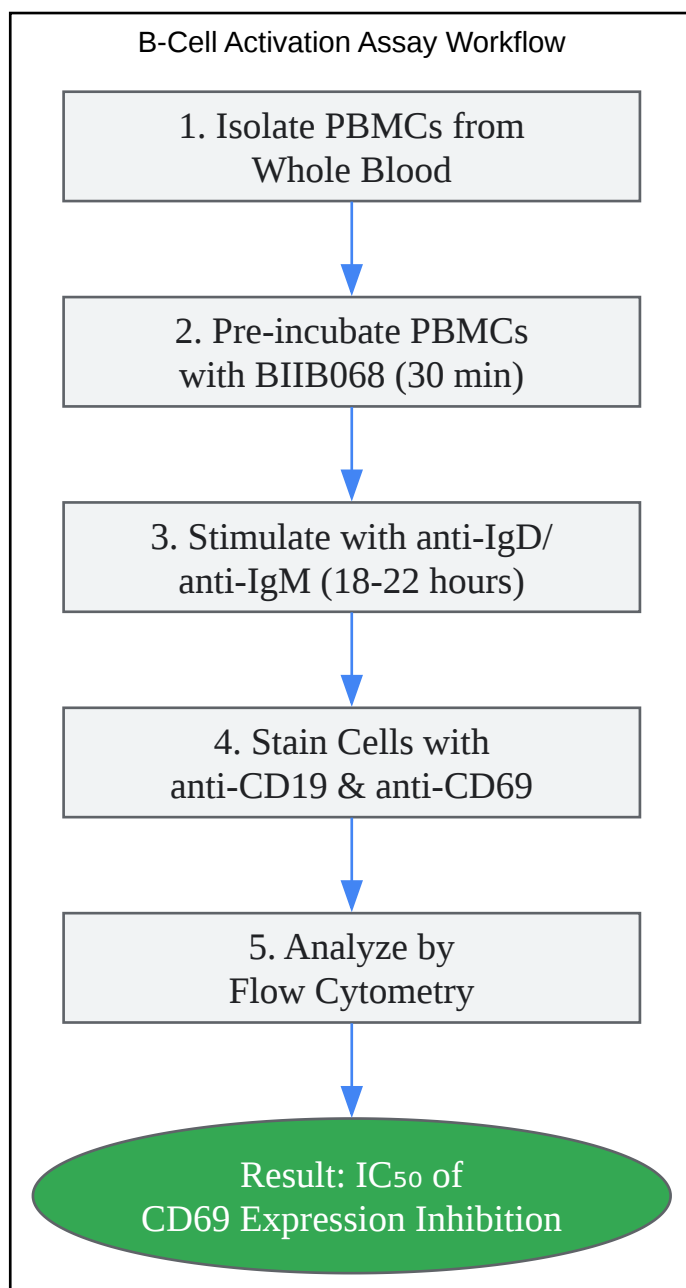 B-Cell Activation Assay Workflow
1. Isolate PBMCs from
Whole Blood
2. Pre-incubate PBMCs
with BIIB068 (30 min)
3. Stimulate with anti-IgD/
anti-IgM (18-22 hours)
4. Stain Cells with
anti-CD19 & anti-CD69
5. Analyze by
Flow Cytometry
Result: IC₅₀ of
CD69 Expression Inhibition